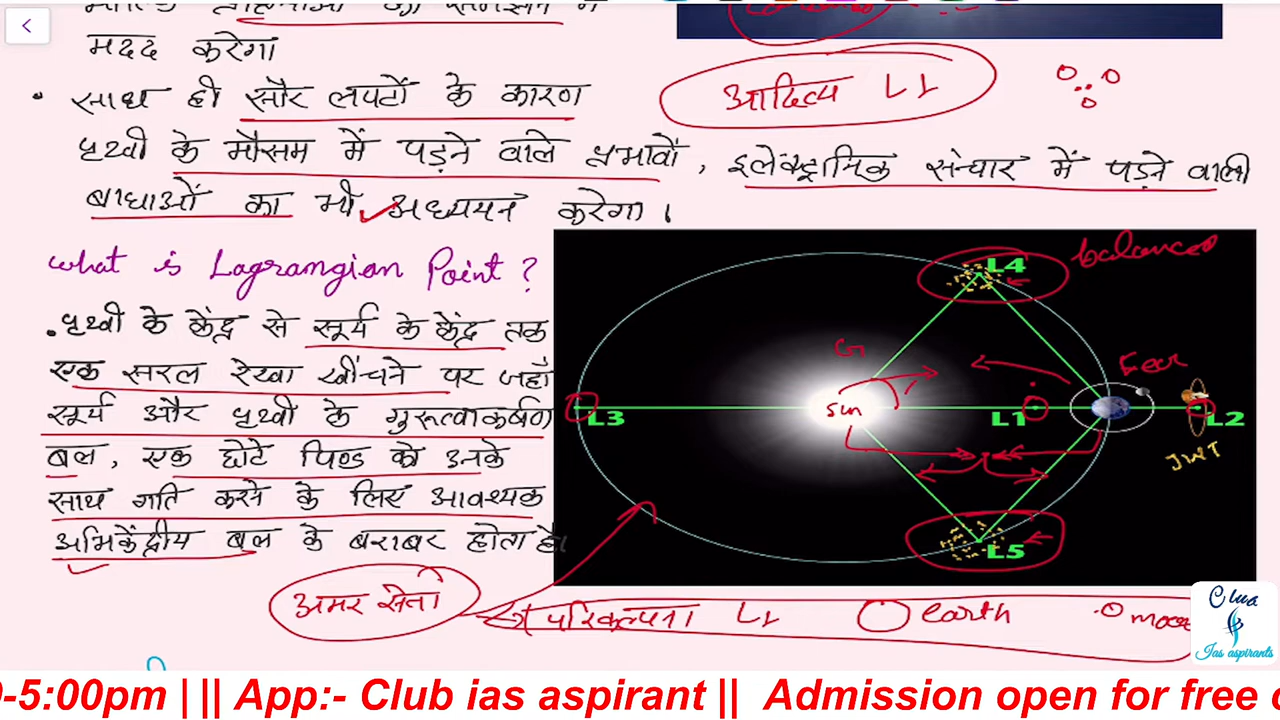 मदद करेगा
आदित्य L1
• साथ ही सौर लपटों के कारण
पृथ्वी के मौसम में पड़ने वाले प्रभावों, इलेक्ट्रानिक संचार में पड़ने वाली
बाधाओं का भी अध्ययन करेगा।
What is Lagrangian Point?
• पृथ्वी के केंद्र से सूर्य के केंद्र तक
एक सरल रेखा खींचने पर जहाँ
सूर्य और पृथ्वी के गुरूत्वाकर्षण
बल, एक छोटे पिण्ड को उनके
साथ गति करने के लिए आवश्यक
अभिकेंद्रीय बल के बराबर होता है।
balance
L4
G
sun
L3
L1
L2
L5
परिकल्पना L1
earth
Club
Ias aspirants
0-5:00pm | || App:- Club ias aspirant || Admission open for free c